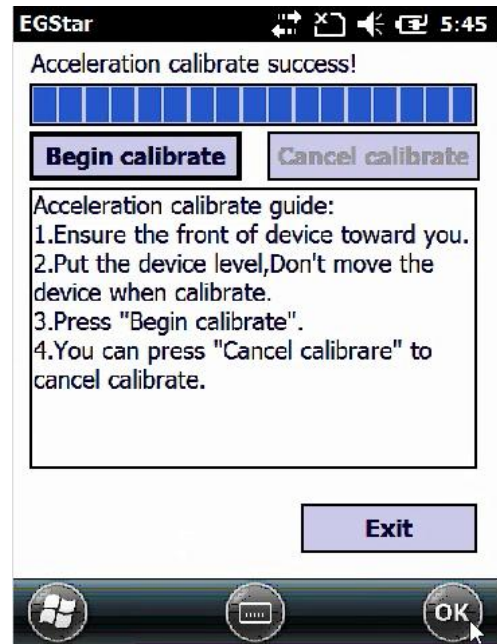 EGStar 5:45
Acceleration calibrate success!
Begin calibrate Cancel calibrate
Acceleration calibrate guide:
1.Ensure the front of device toward you.
2.Put the device level,Don't move the
device when calibrate.
3.Press "Begin calibrate".
4.You can press "Cancel calibrare" to
cancel calibrate.
Exit
OK